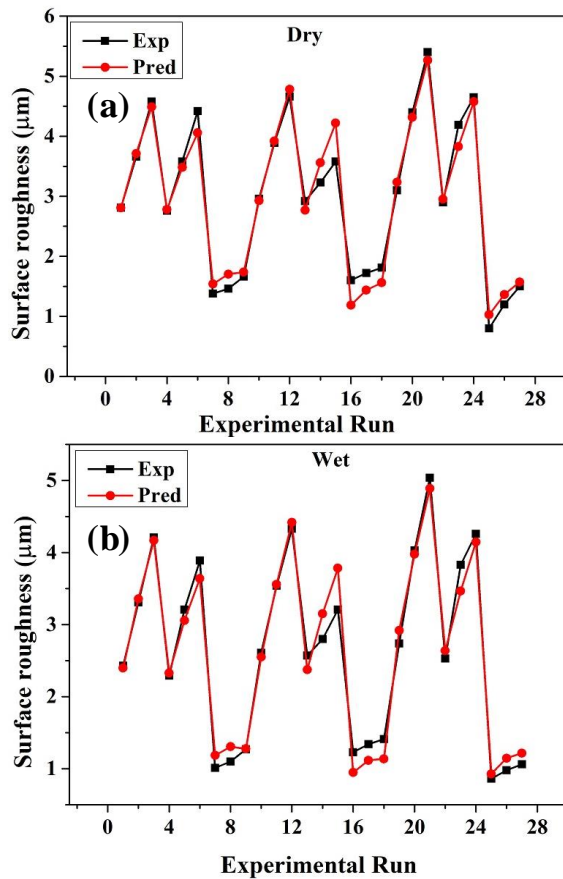 6
Exp
Pred
Dry
(a)
5
4
3
2
1
0
Surface roughness (μm)
0 4 8 12 16 20 24 28
Experimental Run
Exp
Pred
Wet
(b)
5
4
3
2
1
Surface roughness (μm)
0 4 8 12 16 20 24 28
Experimental Run